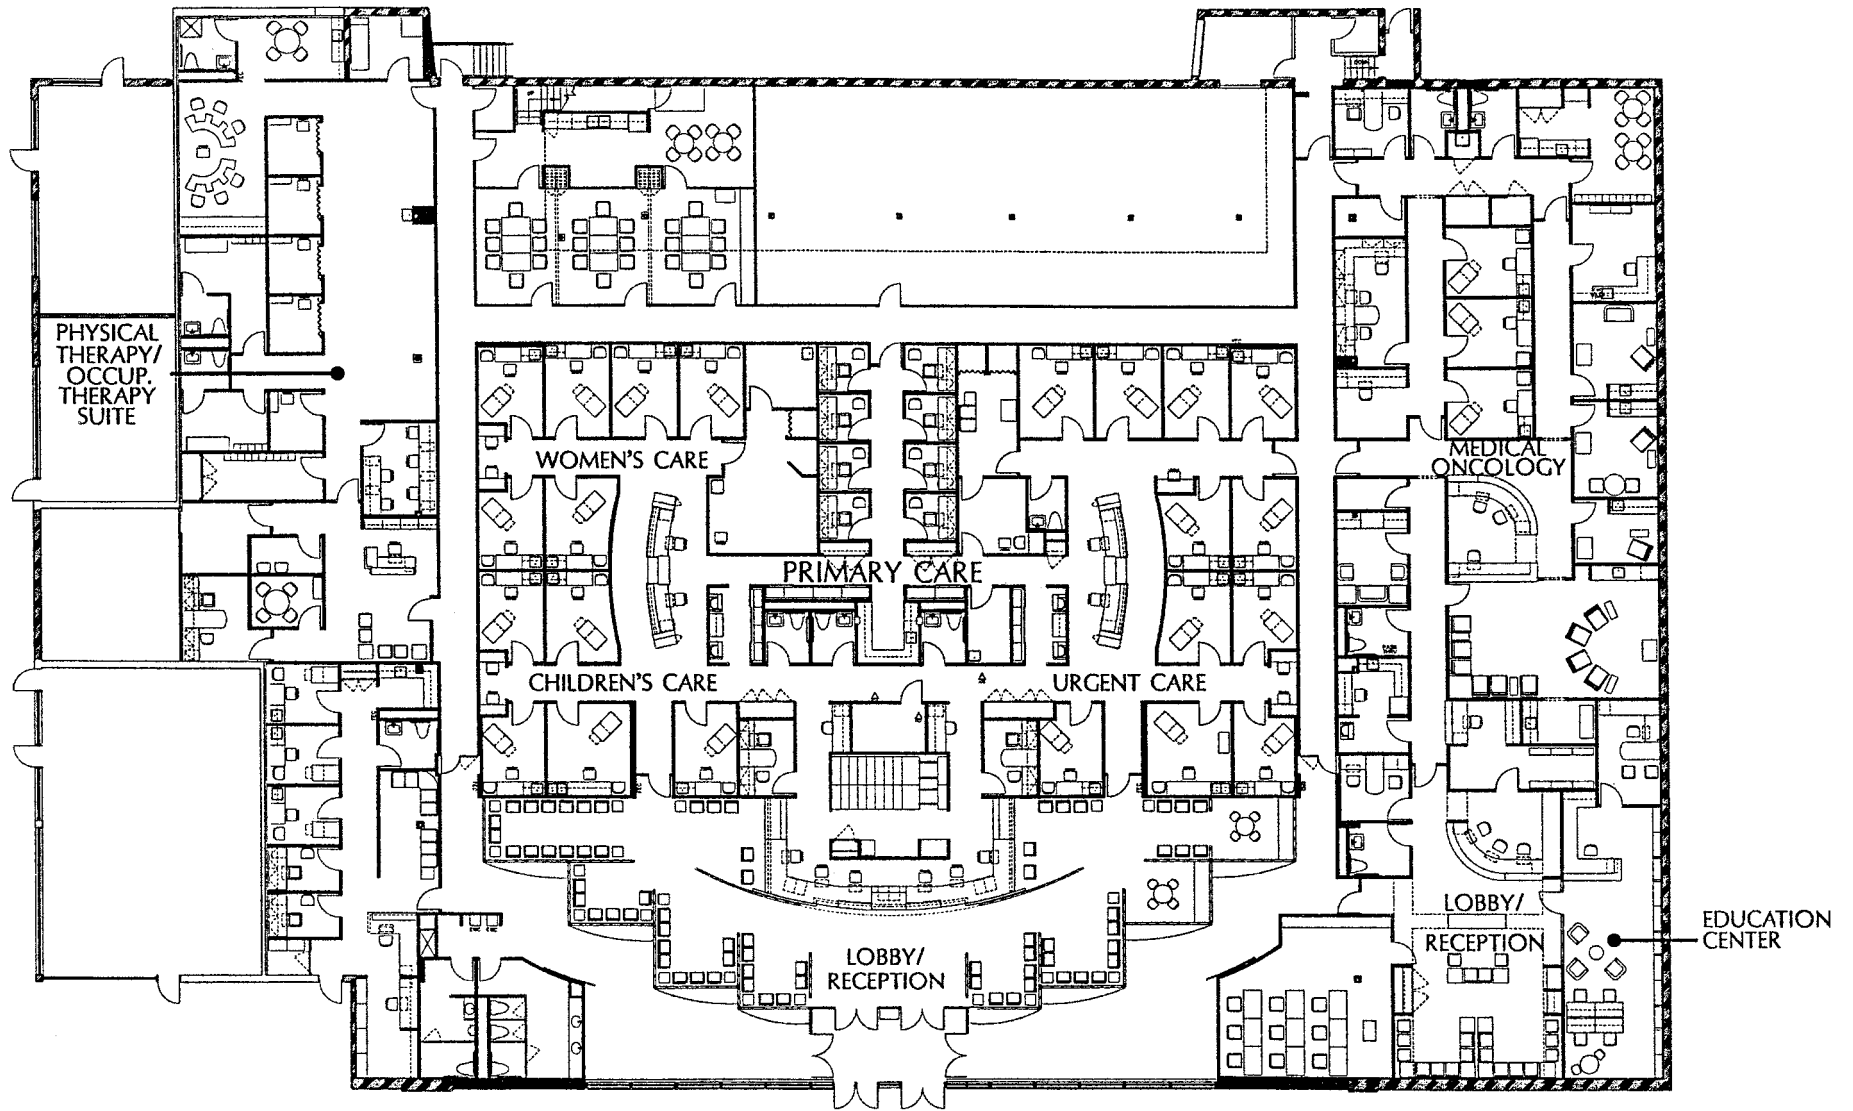 PHYSICAL
THERAPY/
OCCUP.
THERAPY
SUITE
WOMEN'S CARE
MEDICAL
ONCOLOGY
PRIMARY CARE
CHILDREN'S CARE
URGENT CARE
LOBBY/
RECEPTION
LOBBY/
RECEPTION
EDUCATION
CENTER